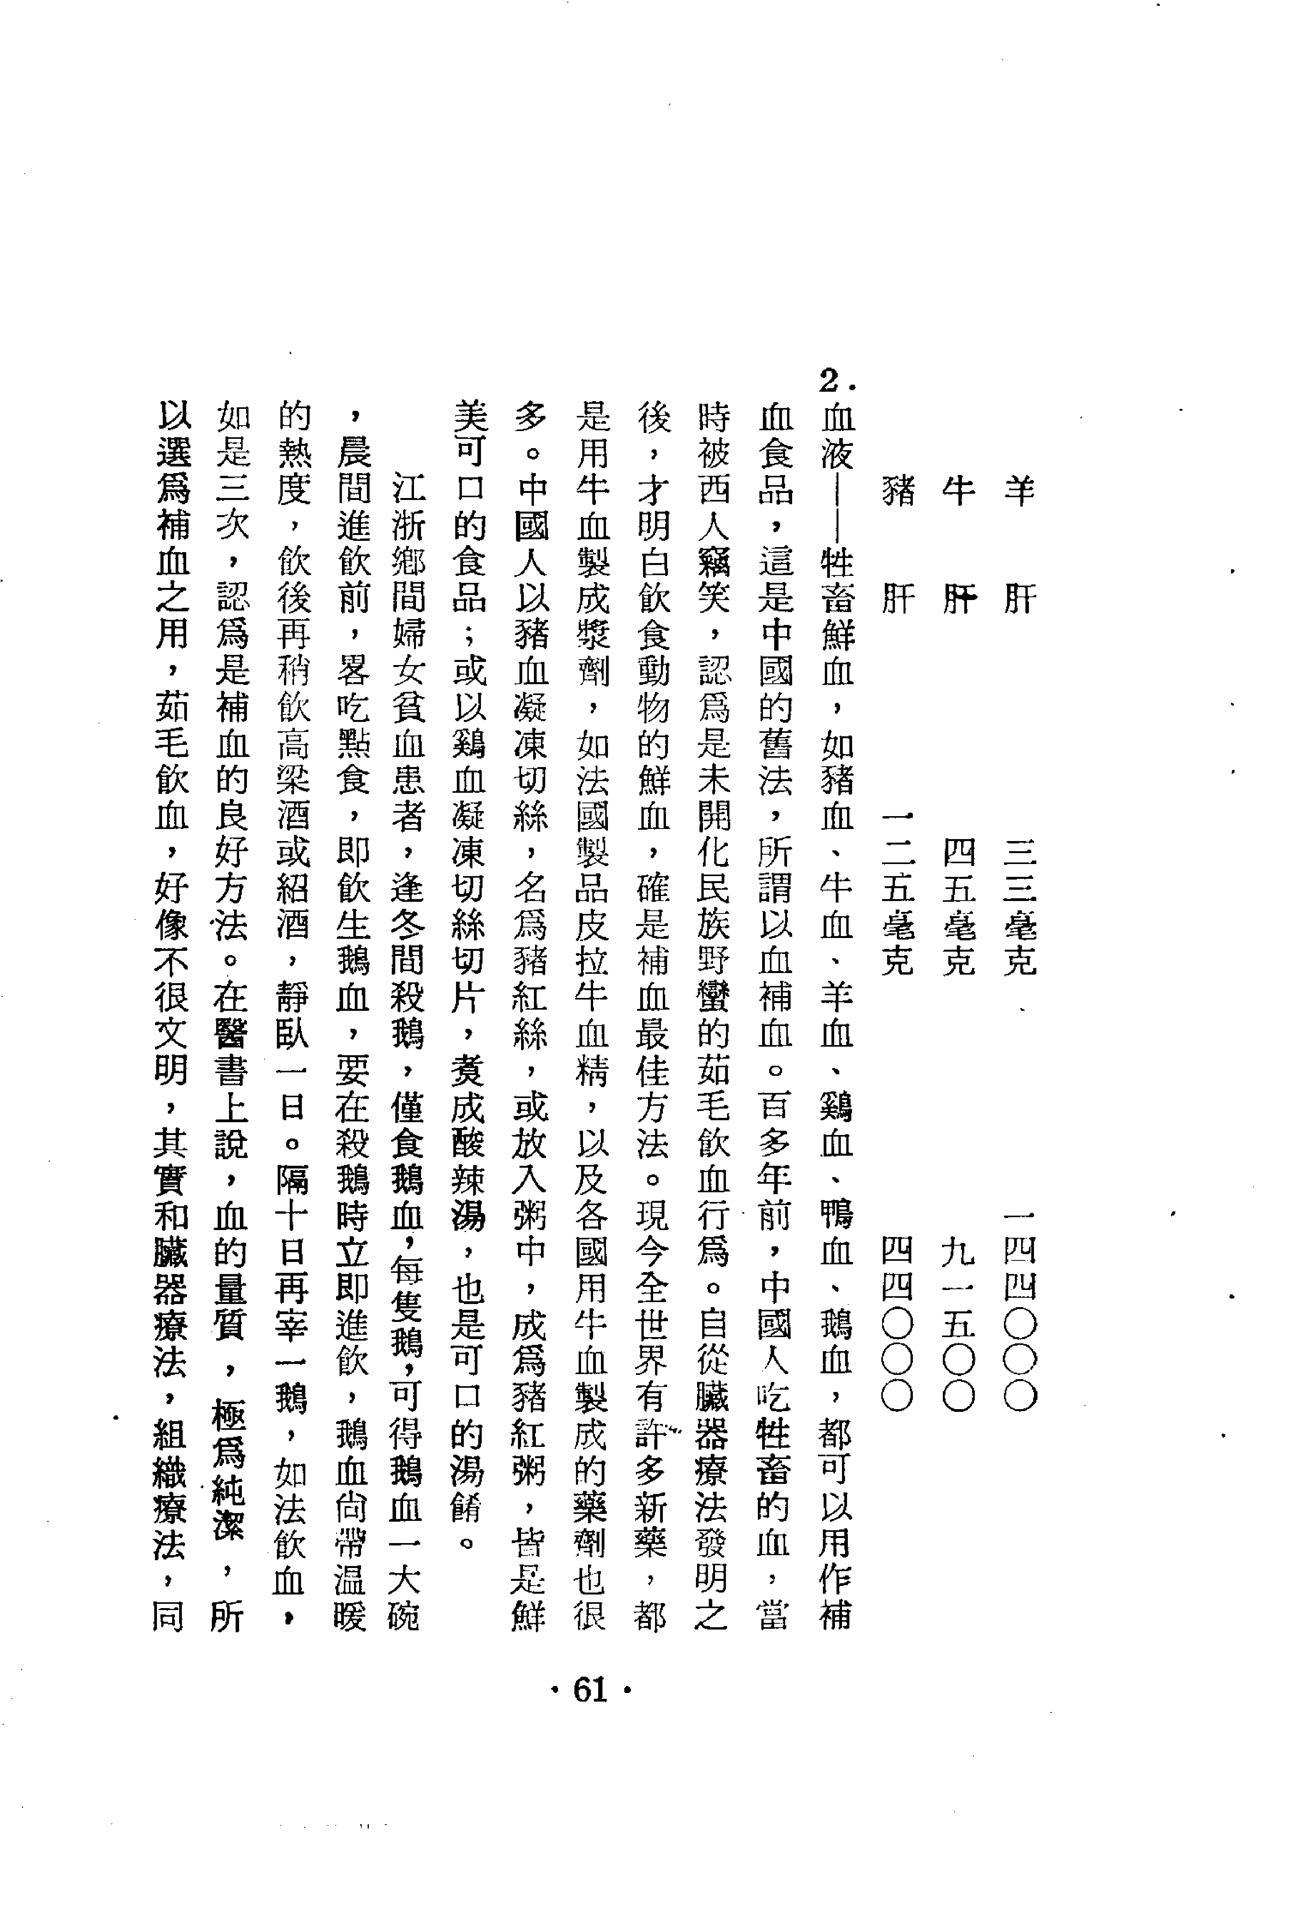 羊　肝　三三毫克　一四四〇〇〇
牛　肝　四五毫克　九一五〇〇
豬　肝　一二五毫克　四四〇〇〇
2.血液——牲畜鮮血，如豬血、牛血、羊血、鷄血、鴨血、鵝血，都可以用作補
血食品，這是中國的舊法，所謂以血補血。百多年前，中國人吃牲畜的血，當
時被西人竊笑，認爲是未開化民族野蠻的茹毛飲血行爲。自從臟器療法發明之
後，才明白飲食動物的鮮血，確是補血最佳方法。現今全世界有許多新藥，都
是用牛血製成漿劑，如法國製品皮拉牛血精，以及各國用牛血製成的藥劑也很
多。中國人以豬血凝凍切絲，名爲豬紅絲，或放入粥中，成爲豬紅粥，皆是鮮
美可口的食品；或以鷄血凝凍切絲切片，煑成酸辣湯，也是可口的湯餚。
江浙鄉間婦女貧血患者，逢冬間殺鵝，僅食鵝血，每隻鵝，可得鵝血一大碗
，晨間進飲前，畧吃點食，即飲生鵝血，要在殺鵝時立即進飲，鵝血尙帶温暖
的熱度，飲後再稍飲高梁酒或紹酒，靜臥一日。隔十日再宰一鵝，如法飲血，
如是三次，認爲是補血的良好方法。在醫書上說，血的量質，極爲純潔，所
以選爲補血之用，茹毛飲血，好像不很文明，其實和臟器療法，組織療法，同
·61·